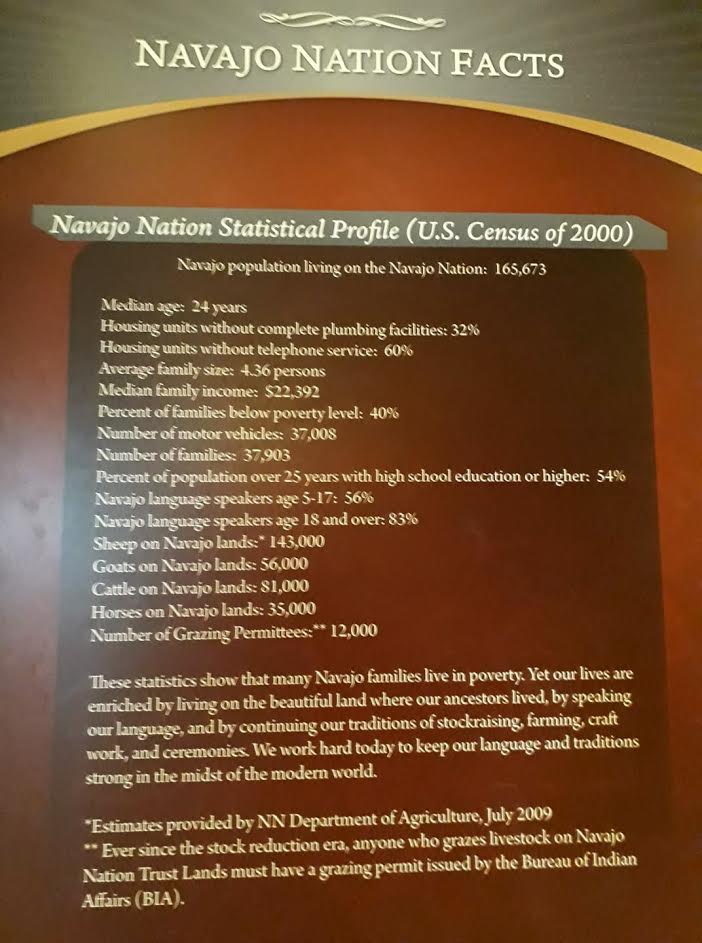 NAVAJO NATION FACTS
Navajo Nation Statistical Profile (U.S. Census of 2000)
Navajo population living on the Navajo Nation: 165,673
Median age: 24 years
Housing units without complete plumbing facilities: 32%
Housing units without telephone service: 60%
Average family size: 4.36 persons
Median family income: $22,392
Percent of families below poverty level: 40%
Number of motor vehicles: 37,008
Number of families: 37,903
Percent of population over 25 years with high school education or higher: 54%
Navajo language speakers age 5-17: 56%
Navajo language speakers age 18 and over: 83%
Sheep on Navajo lands:* 143,000
Goats on Navajo lands: 56,000
Cattle on Navajo lands: 81,000
Horses on Navajo lands: 35,000
Number of Grazing Permittees:** 12,000
These statistics show that many Navajo families live in poverty. Yet our lives are
enriched by living on the beautiful land where our ancestors lived, by speaking
our language, and by continuing our traditions of stockraising, farming, craft
work, and ceremonies. We work hard today to keep our language and traditions
strong in the midst of the modern world.
*Estimates provided by NN Department of Agriculture, July 2009
** Ever since the stock reduction era, anyone who grazes livestock on Navajo
Nation Trust Lands must have a grazing permit issued by the Bureau of Indian
Affairs (BIA).